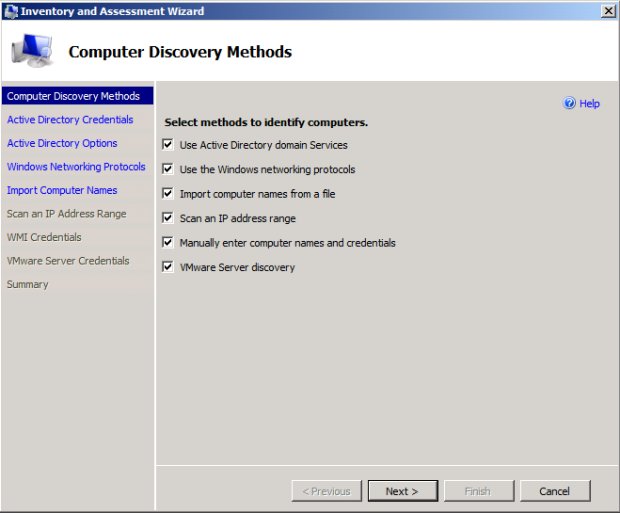 Inventory and Assessment Wizard
Computer Discovery Methods
Computer Discovery Methods
Active Directory Credentials
Active Directory Options
Windows Networking Protocols
Import Computer Names
Scan an IP Address Range
WMI Credentials
VMware Server Credentials
Summary
Help
Select methods to identify computers.
Use Active Directory domain Services
Use the Windows networking protocols
Import computer names from a file
Scan an IP address range
Manually enter computer names and credentials
VMware Server discovery
< Previous
Next >
Finish
Cancel